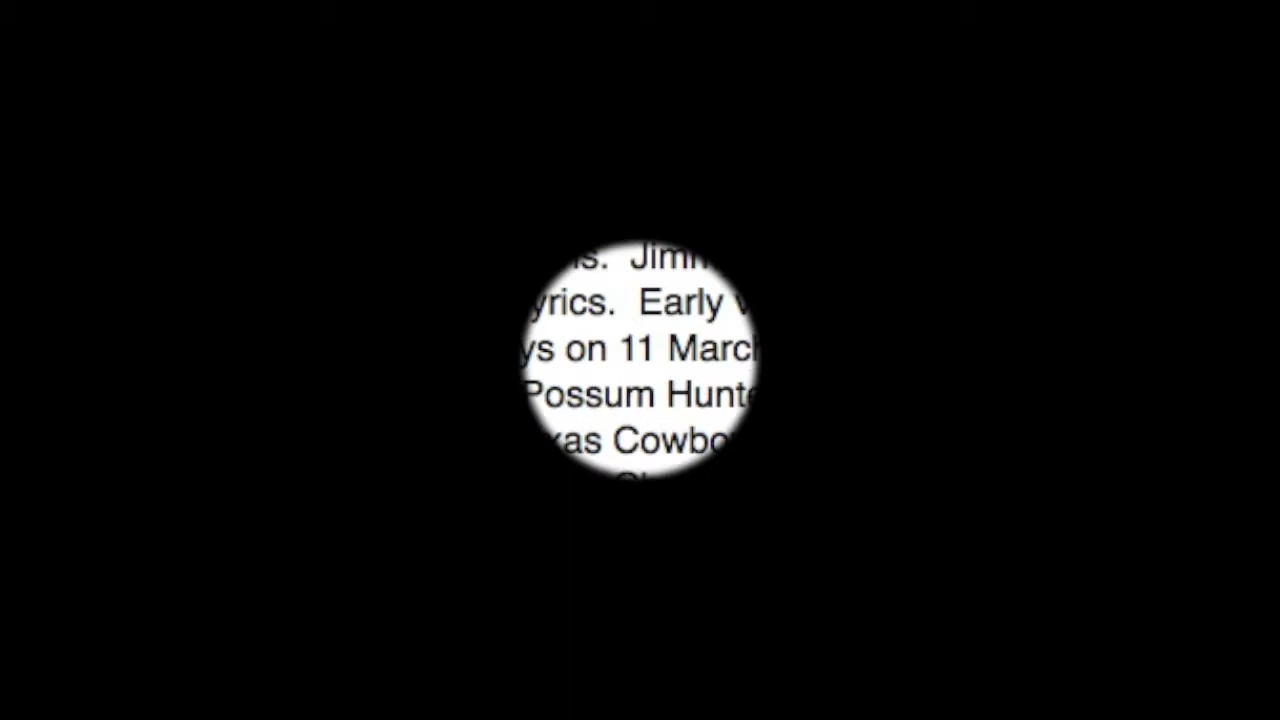 Jim
yrics.  Early
ys on 11 March
Possum Hunte
xas Cowbo